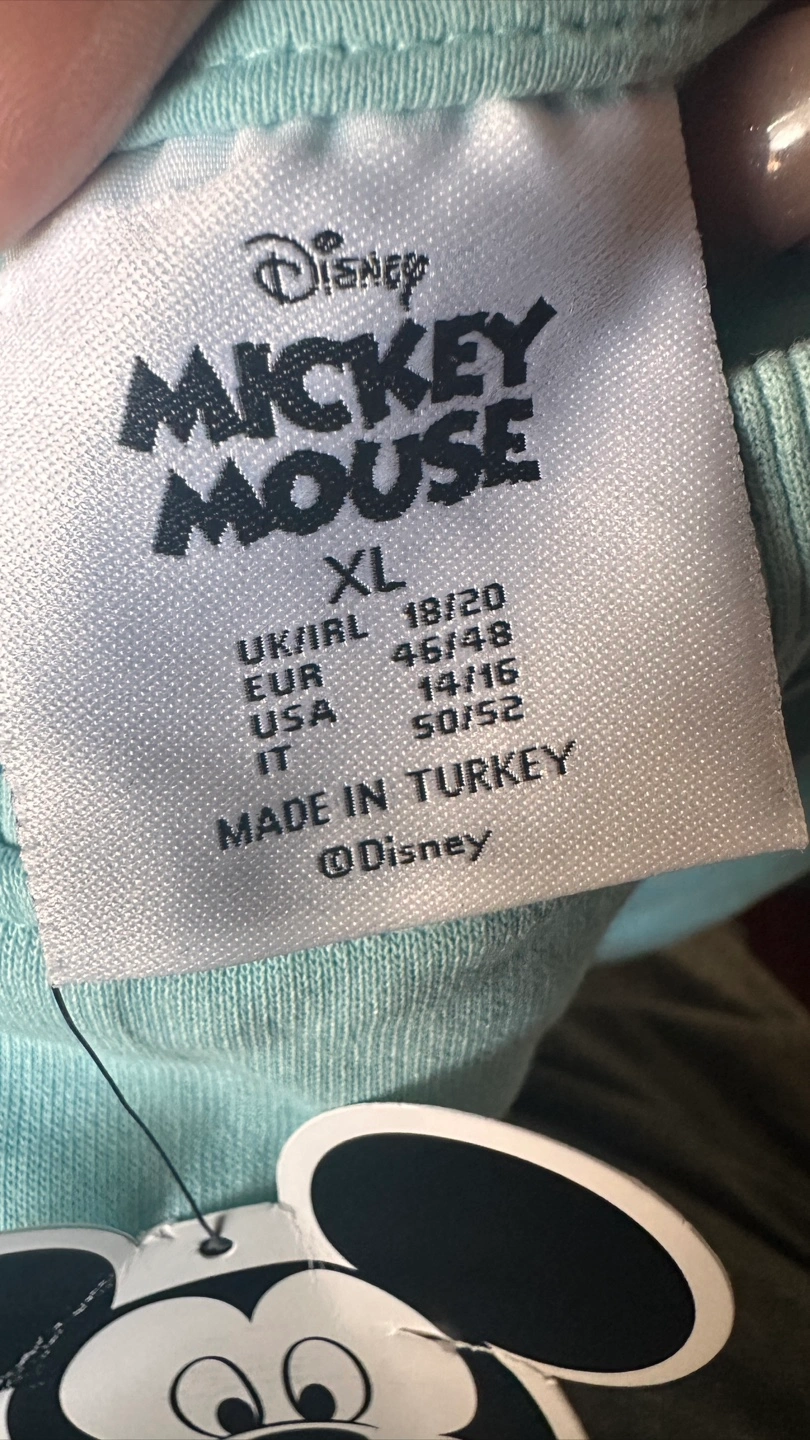 Disney
MICKEY
MOUSE
XL
UK/IRL 18/20
EUR 46/48
USA 14/16
IT 50/52
MADE IN TURKEY
©Disney